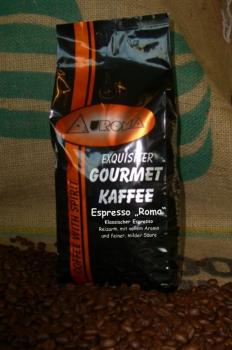 AUROMA
EXQUISITER
GOURMET
KAFFEE
Espresso „Roma“
Klassischer Espresso
Reizarm, mit vollem Aroma
und feiner, milder Säure
COFFEE WITH SPIRIT